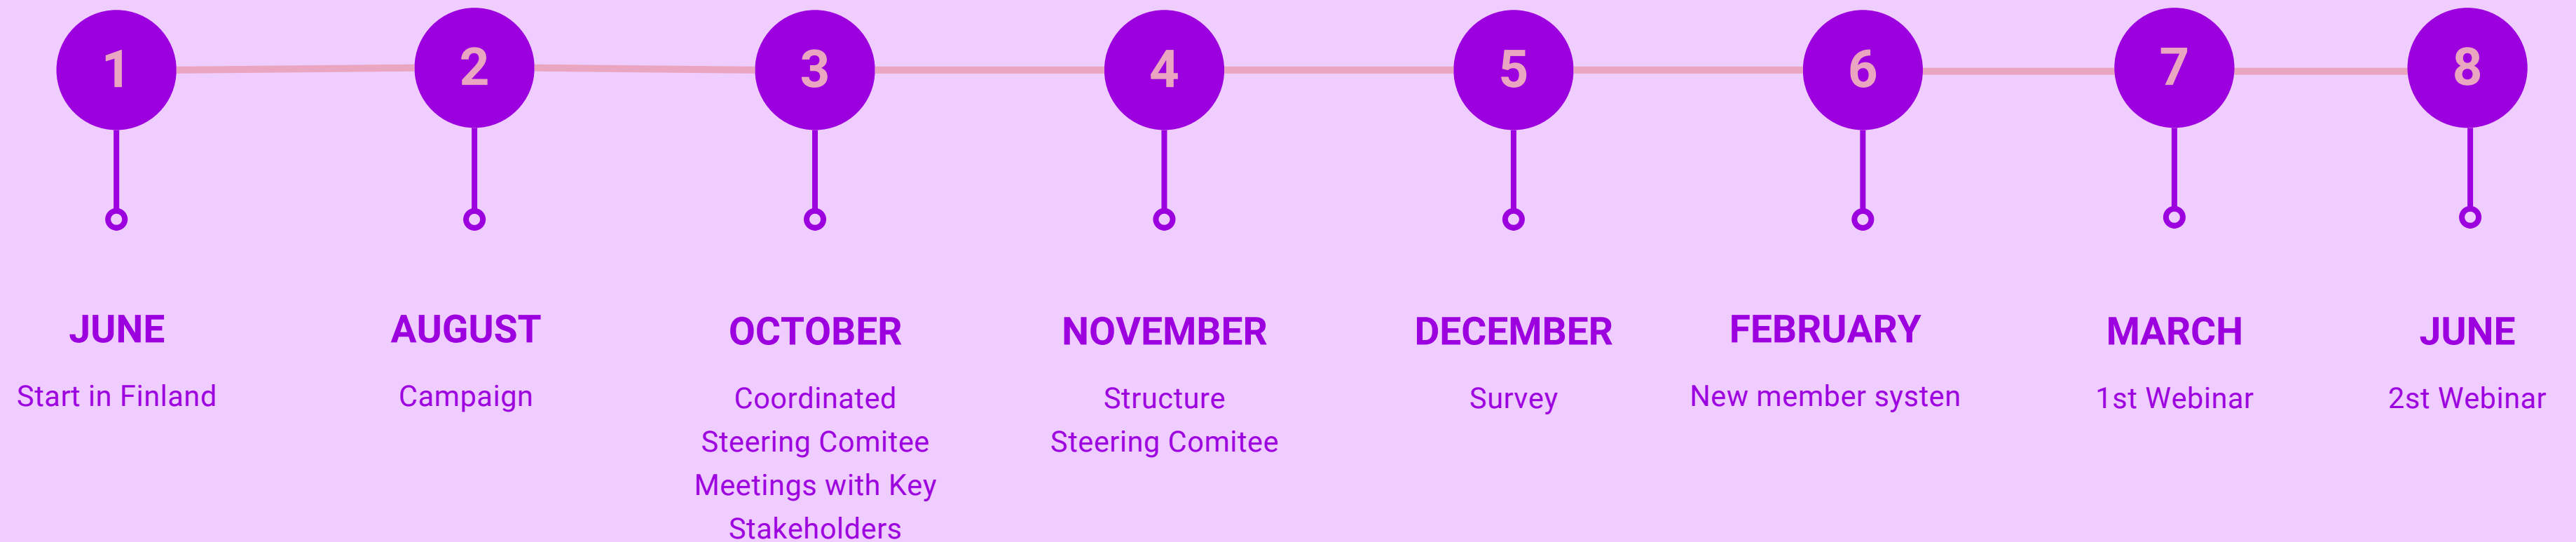 1
2
3
4
5
6
7
8
JUNE
Start in Finland
AUGUST
Campaign
OCTOBER
Coordinated
Steering Comitee
Meetings with Key
Stakeholders
NOVEMBER
Structure
Steering Comitee
DECEMBER
Survey
FEBRUARY
New member systen
MARCH
1st Webinar
JUNE
2st Webinar